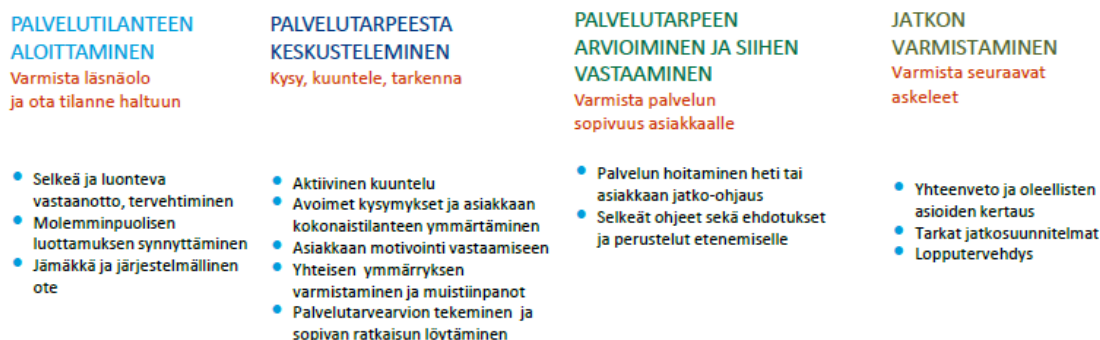 PALVELUTILANTEEN
ALOITTAMINEN
Varmista läsnäolo
ja ota tilanne haltuun
Selkeä ja luonteva
vastaanotto, tervehtiminen
Molemminpuolisen
luottamuksen synnyttäminen
Jämäkkä ja järjestelmällinen
ote
PALVELUTARPEESTA
KESKUSTELEMINEN
Kysy, kuuntele, tarkenna
Aktiivinen kuuntelu
Avoimet kysymykset ja asiakkaan
kokonaistilanteen ymmärtäminen
Asiakkaan motivointi vastaamiseen
Yhteisen ymmärryksen
varmistaminen ja muistiinpanot
Palvelutarvearvion tekeminen ja
sopivan ratkaisun löytäminen
PALVELUTARPEEN
ARVIOIMINEN JA SIIHEN
VASTAAMINEN
Varmista palvelun
sopivuus asiakkaalle
Palvelun hoitaminen heti tai
asiakkaan jatko-ohjaus
Selkeät ohjeet sekä ehdotukset
ja perustelut etenemiselle
JATKON
VARMISTAMINEN
Varmista seuraavat
askeleet
Yhteenveto ja oleellisten
asioiden kertaus
Tarkat jatkosuunnitelmat
Lopputervehdys